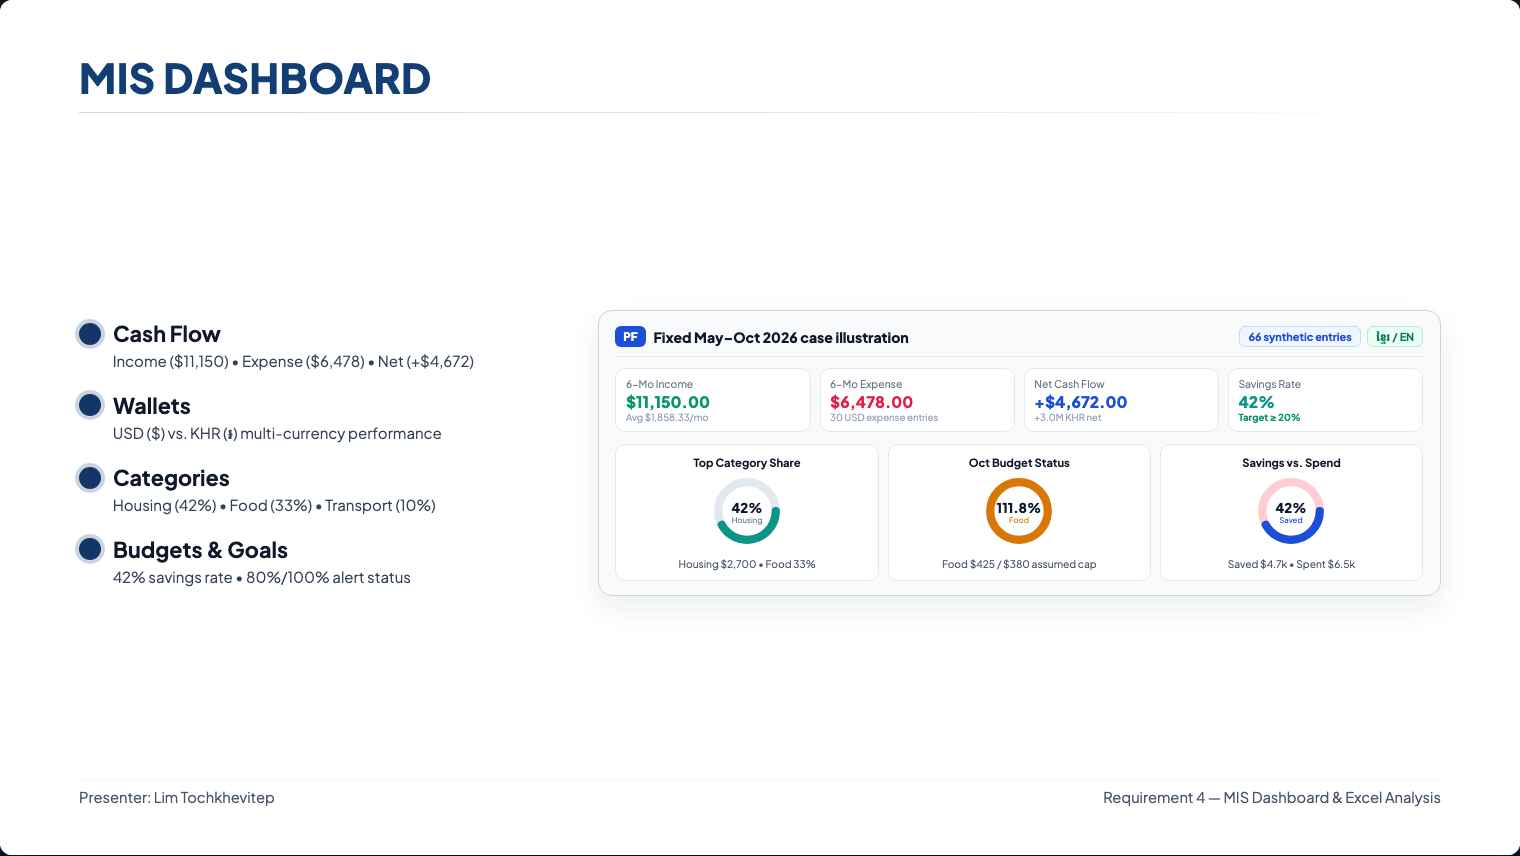 MIS DASHBOARD
Cash Flow
Income ($11,150) • Expense ($6,478) • Net (+$4,672)
Wallets
USD ($) vs. KHR (៛) multi-currency performance
Categories
Housing (42%) • Food (33%) • Transport (10%)
Budgets & Goals
42% savings rate • 80%/100% alert status
PF Fixed May–Oct 2026 case illustration
66 synthetic entries
ខ្មែរ / EN
6-Mo Income
$11,150.00
Avg $1,858.33/mo
6-Mo Expense
$6,478.00
30 USD expense entries
Net Cash Flow
+$4,672.00
+3.0M KHR net
Savings Rate
42%
Target ≥ 20%
Top Category Share
42%
Housing
Housing $2,700 • Food 33%
Oct Budget Status
111.8%
Food
Food $425 / $380 assumed cap
Savings vs. Spend
42%
Saved
Saved $4.7k • Spent $6.5k
Presenter: Lim Tochkhevitep
Requirement 4 — MIS Dashboard & Excel Analysis